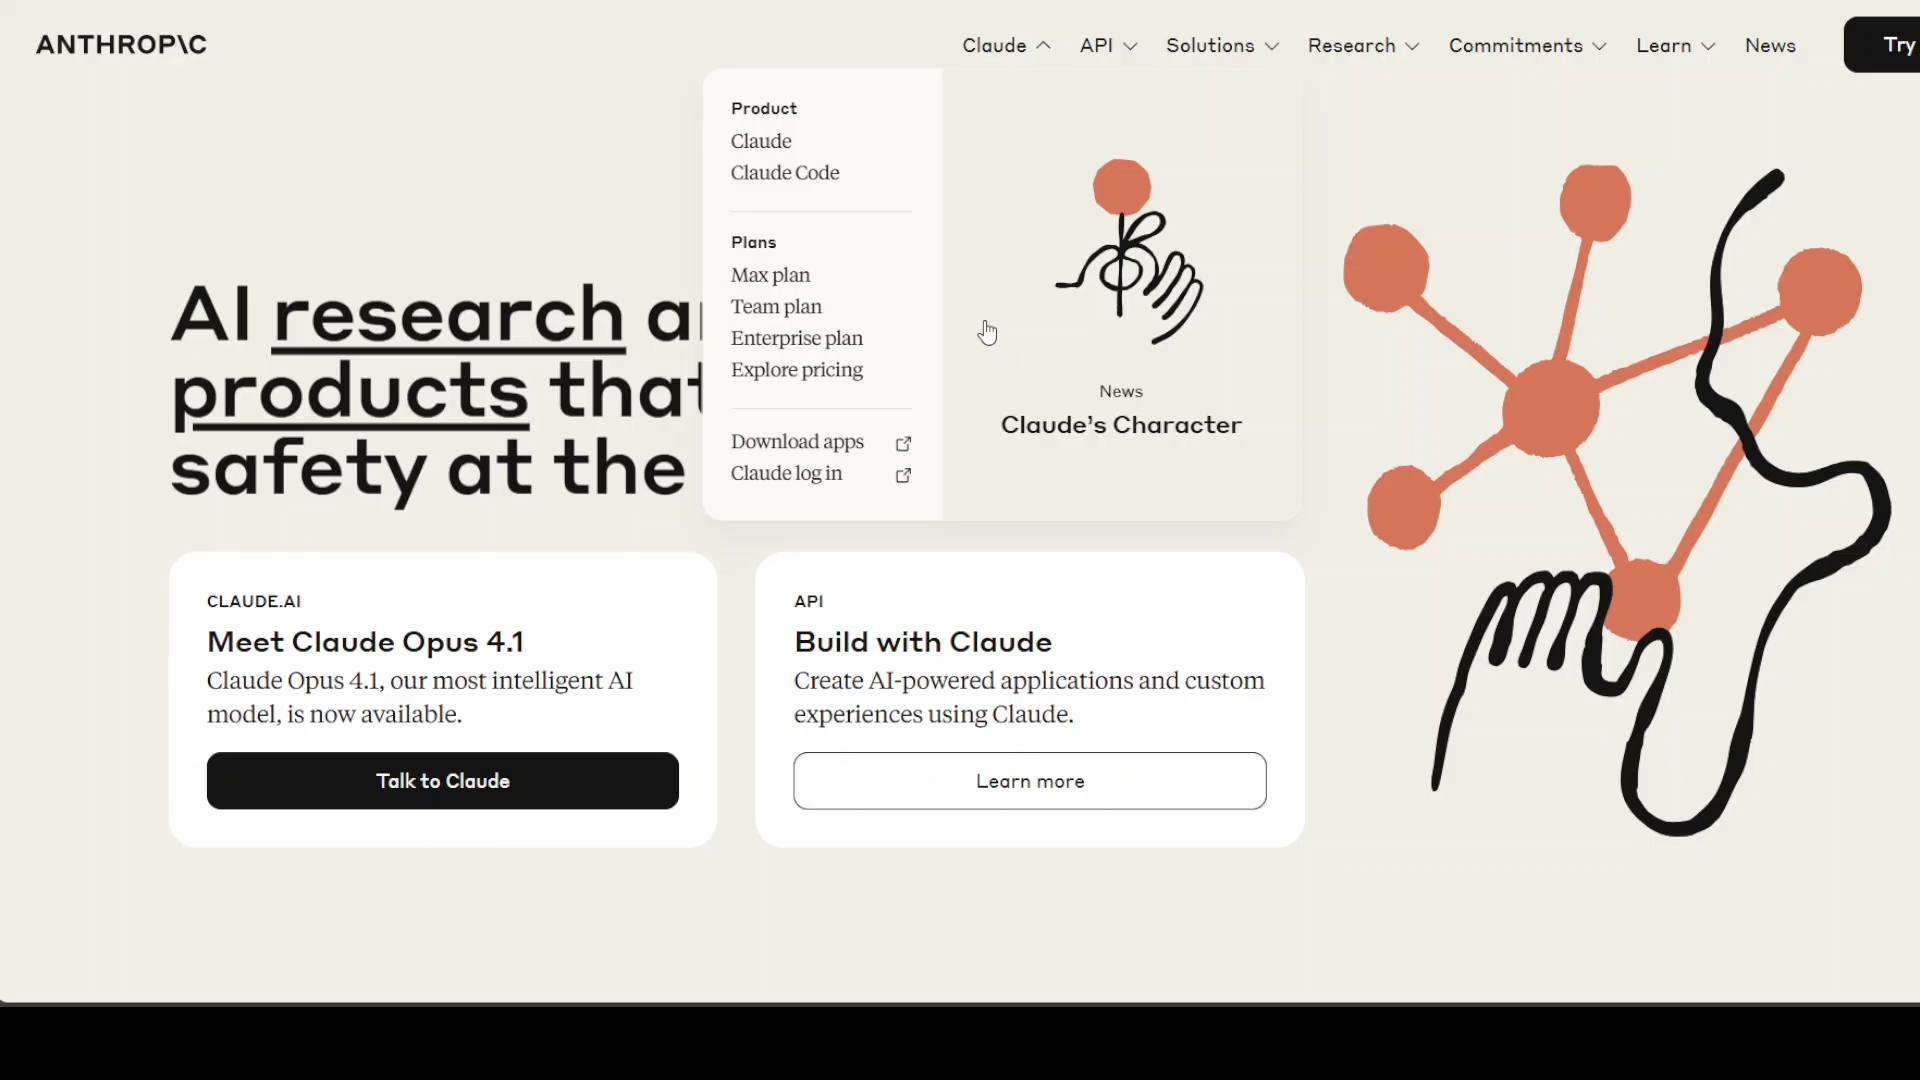 ANTHROP\C
Claude
API
Solutions
Research
Commitments
Learn
News
Try
Product
Claude
Claude Code
Plans
Max plan
Team plan
Enterprise plan
Explore pricing
Download apps
Claude log in
News
Claude’s Character
AI research
products that
safety at the
CLAUDE.AI
Meet Claude Opus 4.1
Claude Opus 4.1, our most intelligent AI
model, is now available.
Talk to Claude
API
Build with Claude
Create AI-powered applications and custom
experiences using Claude.
Learn more